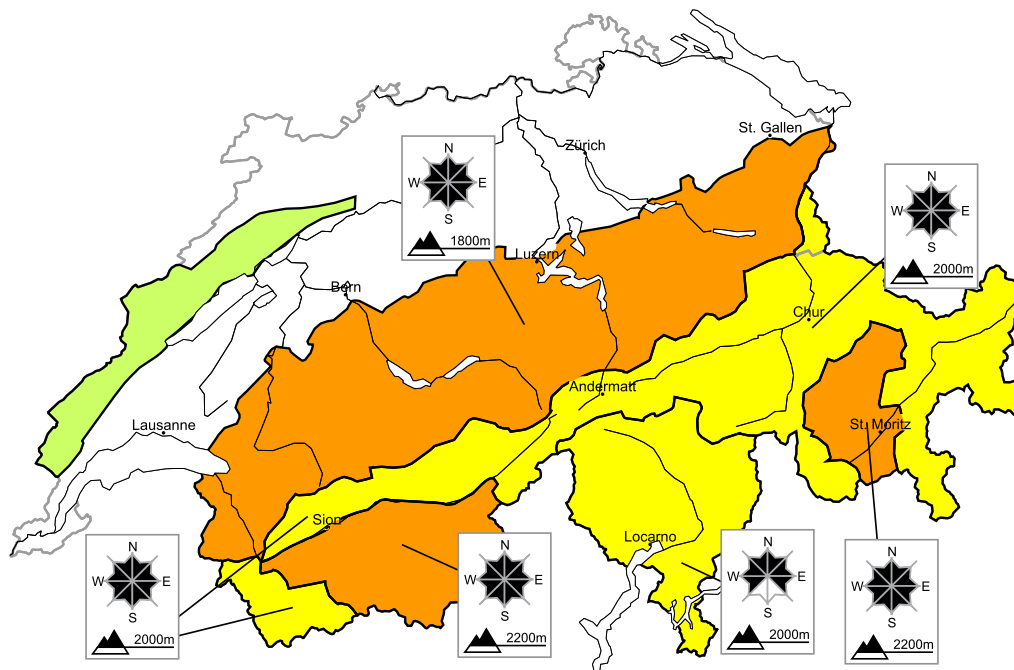 St. Gallen
Zürich
N
W E
S
1800m
N
W E
S
2000m
Luzern
Bern
Chur
Andermatt
Lausanne
St. Moritz
Sion
Locarno
N
W E
S
2000m
N
W E
S
2200m
N
W E
S
2000m
N
W E
S
2200m